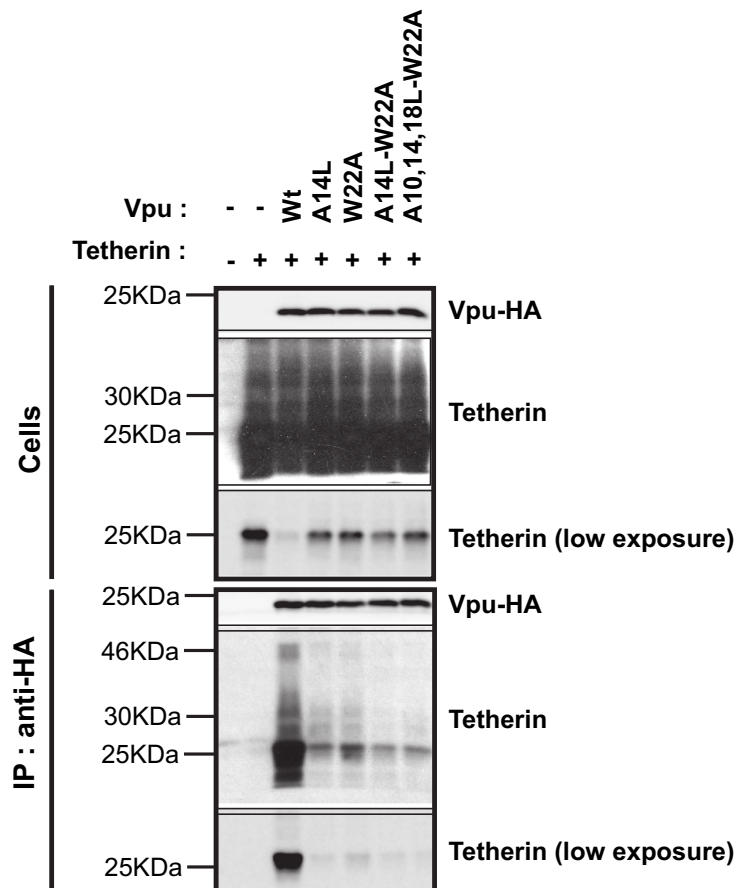 Wt
A14L
W22A
A14L-W22A
A10,14,18L-W22A
Vpu : - -
Tetherin : - + + + + + +
Cells
25KDa Vpu-HA
30KDa Tetherin
25KDa
25KDa Tetherin (low exposure)
IP : anti-HA
25KDa Vpu-HA
46KDa
30KDa Tetherin
25KDa
25KDa Tetherin (low exposure)